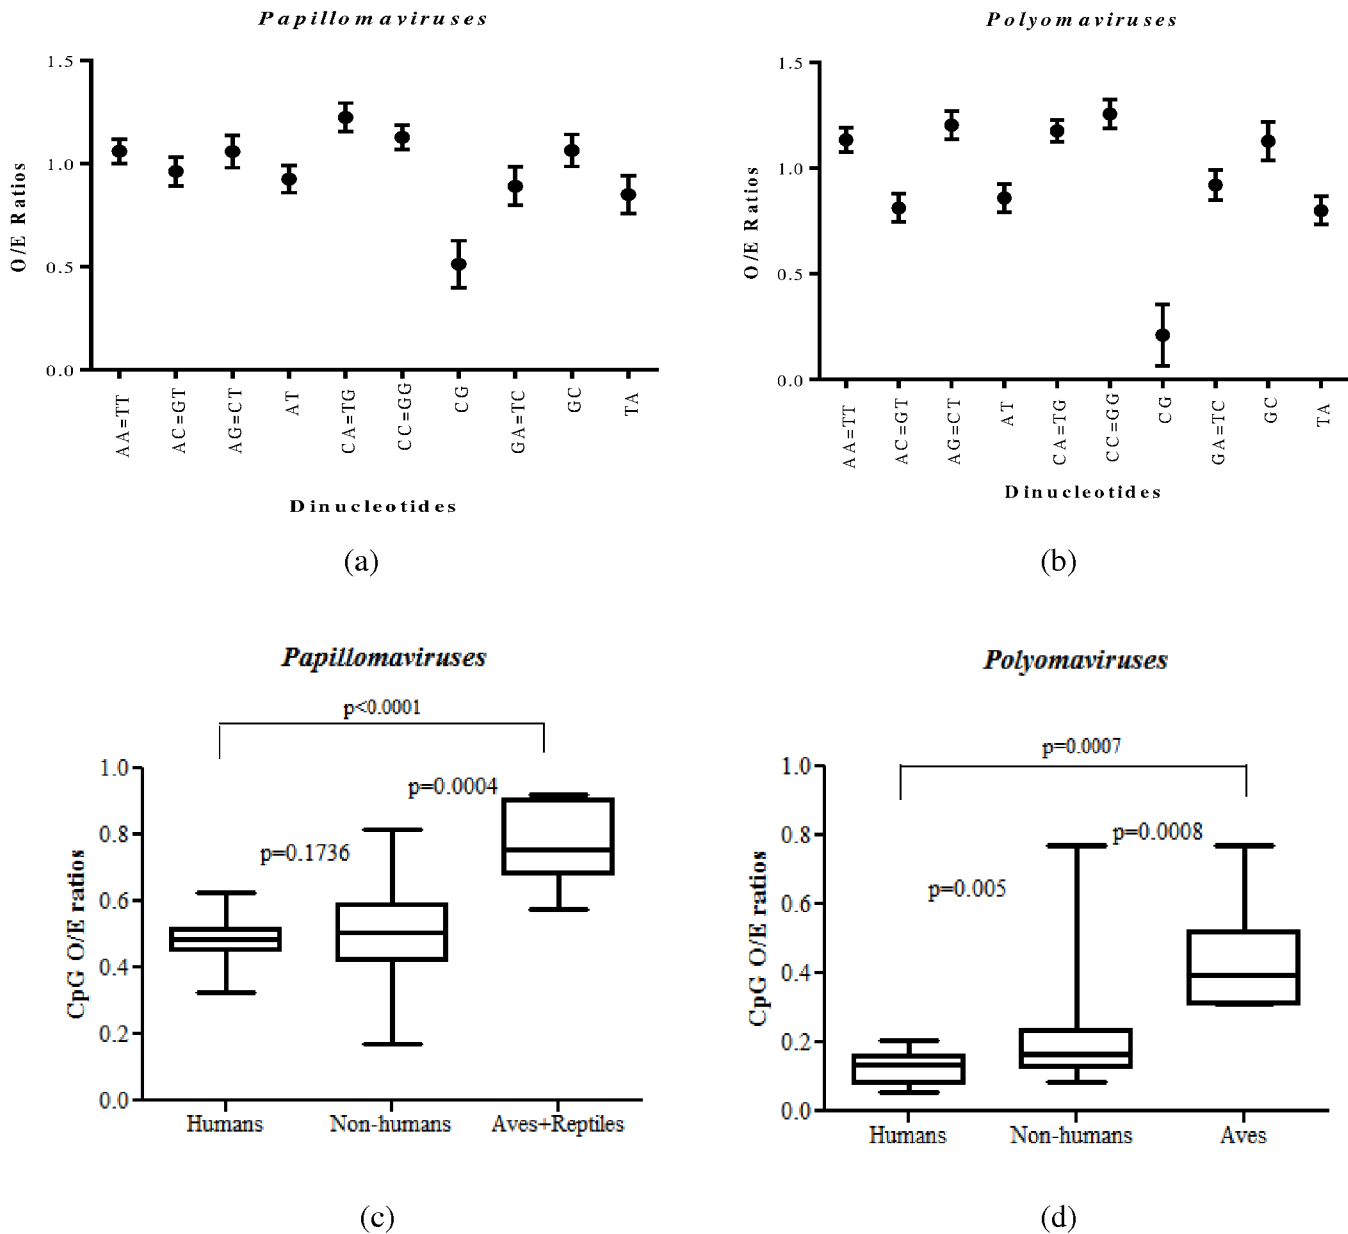 Papillomaviruses
1.5
1.0
0.5
0.0
O/E Ratios
AA=TT
AC=GT
AG=CT
AT
CA=TG
CC=GG
CG
GA=TC
GC
TA
Dinucleotides
(a)
Polyomaviruses
1.5
1.0
0.5
0.0
O/E Ratios
AA=TT
AC=GT
AG=CT
AT
CA=TG
CC=GG
CG
GA=TC
GC
TA
Dinucleotides
(b)
Papillomaviruses
p<0.0001
p=0.0004
p=0.1736
1.0
0.8
0.6
0.4
0.2
0.0
CpG O/E ratios
Humans
Non-humans
Aves+Reptiles
(c)
Polyomaviruses
p=0.0007
p=0.0008
p=0.005
1.0
0.8
0.6
0.4
0.2
0.0
CpG O/E ratios
Humans
Non-humans
Aves
(d)